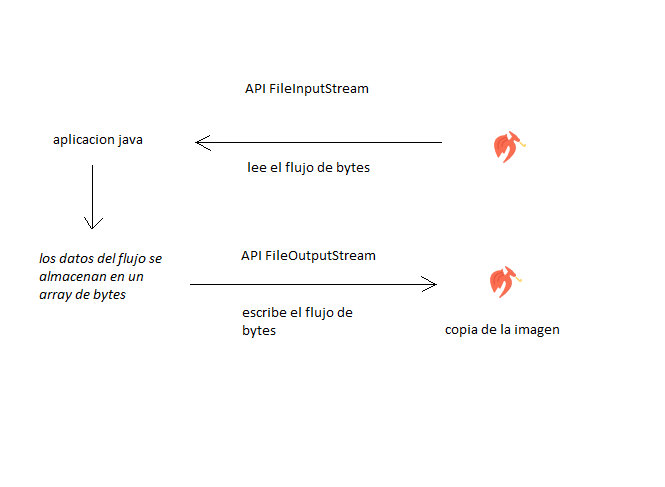 API FileInputStream
aplicacion java
lee el flujo de bytes
los datos del flujo se
almacenan en un
array de bytes
API FileOutputStream
escribe el flujo de
bytes
copia de la imagen